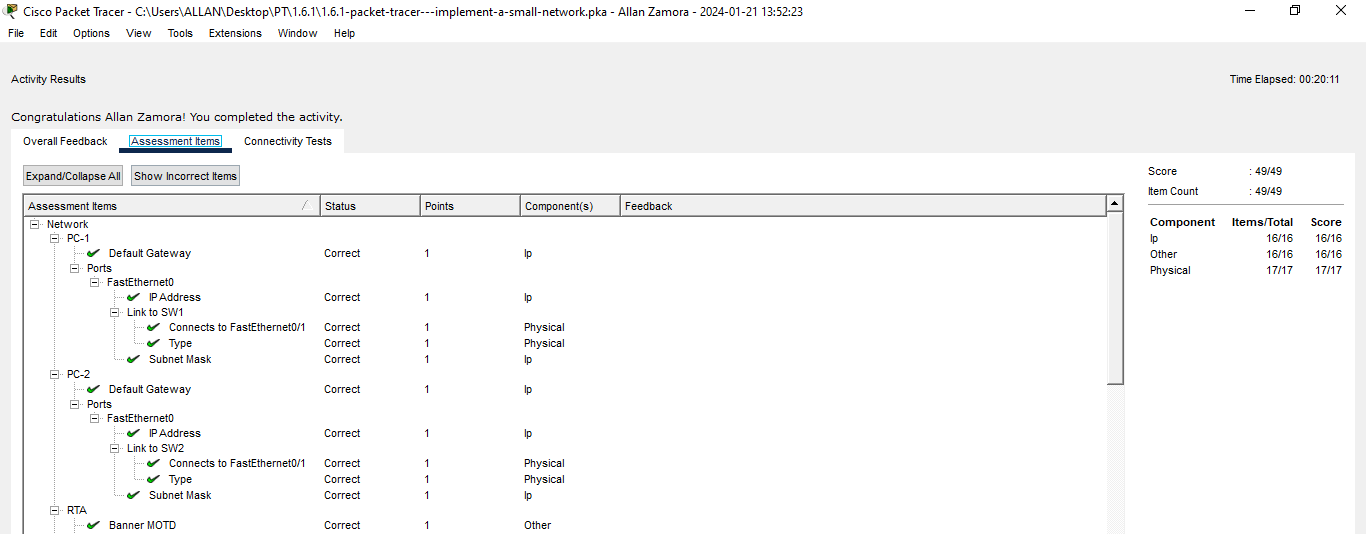 Cisco Packet Tracer - C:\Users\ALLAN\Desktop\PT\1.6.1\1.6.1-packet-tracer---implement-a-small-network.pka - Allan Zamora - 2024-01-21 13:52:23
File Edit Options View Tools Extensions Window Help
Activity Results Time Elapsed: 00:20:11
Congratulations Allan Zamora! You completed the activity.
Overall Feedback Assessment Items Connectivity Tests
Expand/Collapse All Show Incorrect Items
Assessment Items Status Points Component(s) Feedback
Network
PC-1
Default Gateway Correct 1 Ip
Ports
FastEthernet0
IP Address Correct 1 Ip
Link to SW1
Connects to FastEthernet0/1 Correct 1 Physical
Type Correct 1 Physical
Subnet Mask Correct 1 Ip
PC-2
Default Gateway Correct 1 Ip
Ports
FastEthernet0
IP Address Correct 1 Ip
Link to SW2
Connects to FastEthernet0/1 Correct 1 Physical
Type Correct 1 Physical
Subnet Mask Correct 1 Ip
RTA
Banner MOTD Correct 1 Other
Score : 49/49
Item Count : 49/49
Component Items/Total Score
Ip 16/16 16/16
Other 16/16 16/16
Physical 17/17 17/17